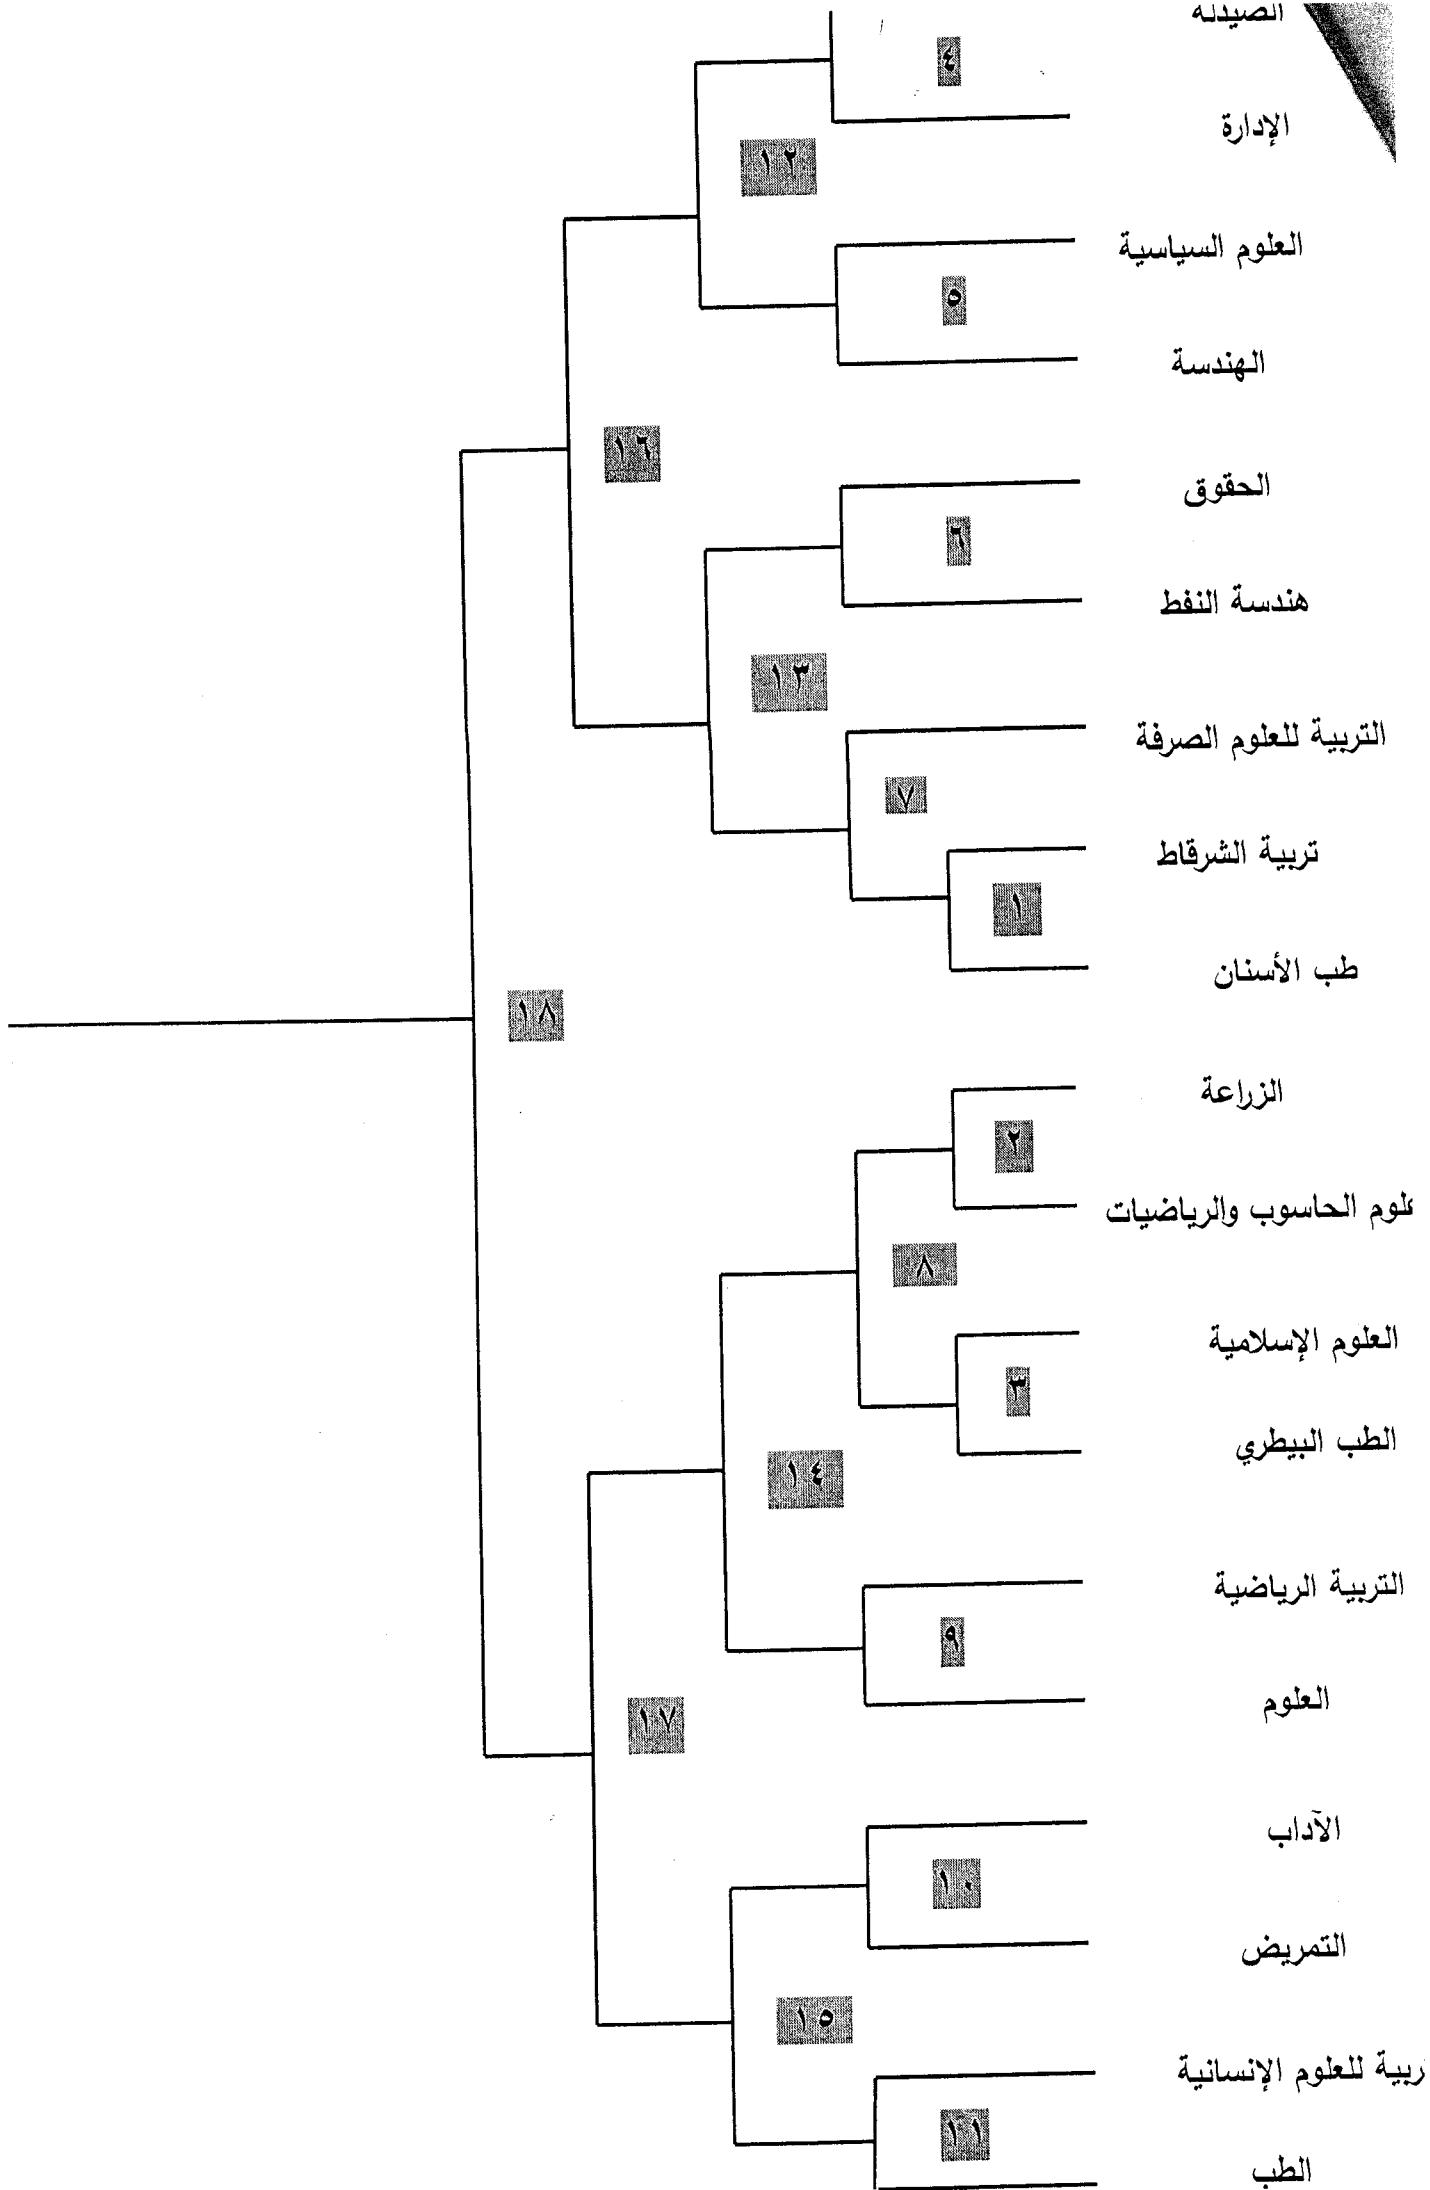 الصيدلة
٤
الإدارة
١٢
العلوم السياسية
٥
الهندسة
١٦
الحقوق
٦
هندسة النفط
١٣
التربية للعلوم الصرفة
٧
تربية الشرقاط
١
طب الأسنان
١٨
الزراعة
٢
علوم الحاسوب والرياضيات
٨
العلوم الإسلامية
٣
الطب البيطري
١٤
التربية الرياضية
٩
العلوم
١٧
الآداب
١٠
التمريض
١٥
ربية للعلوم الإنسانية
١١
الطب